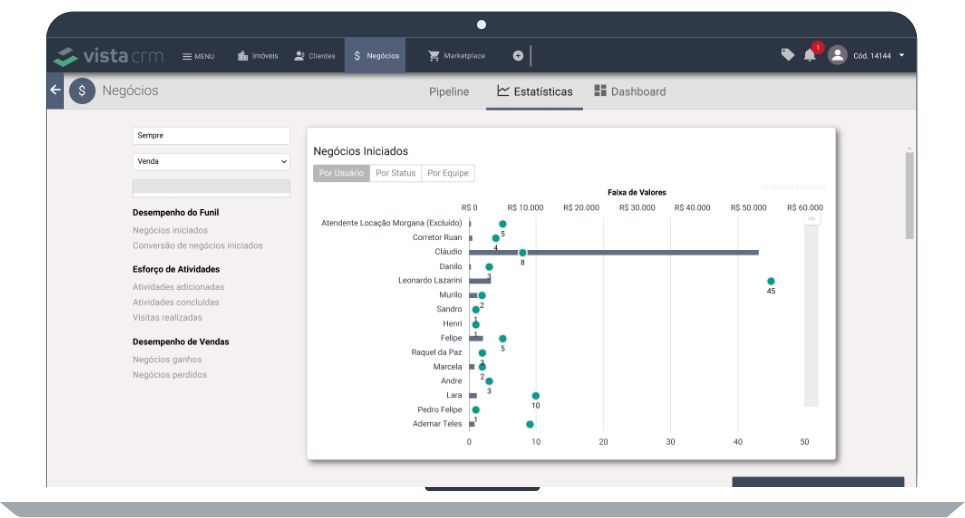 vistacrm
MENU
Imóveis
Clientes
$ Negócios
Marketplace
1
Cód. 14144
$ Negócios
Pipeline
Estatísticas
Dashboard
Sempre
Venda
Desempenho do Funil
Negócios iniciados
Conversão de negócios iniciados
Esforço de Atividades
Atividades adicionadas
Atividades concluídas
Visitas realizadas
Desempenho de Vendas
Negócios ganhos
Negócios perdidos
Negócios Iniciados
Por Usuário Por Status Por Equipe
Faixa de Valores
R$ 0 R$ 10.000 R$ 20.000 R$ 30.000 R$ 40.000 R$ 50.000 R$ 60.000
Atendente Locação Morgana (Excluído) 5
Corretor Ruan 4
Cláudio 8
Danilo 3
Leonardo Lazarini 45
Murilo 2
Sandro 1
Henri 1
Felipe 5
Raquel da Paz 2
Marcela 2
Andre 3
Lara 10
Pedro Felipe 1
Ademar Teles
0 10 20 30 40 50